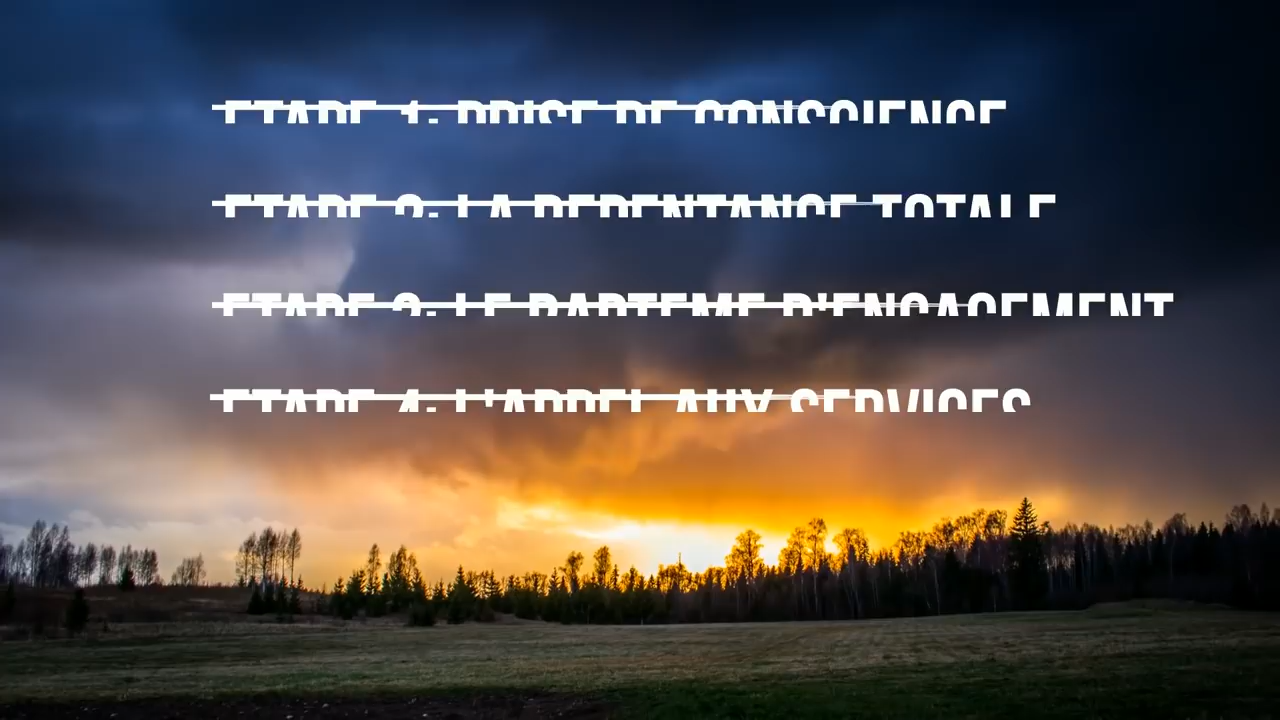 ETAPE 1: PRISE DE CONSCIENCE
ETAPE 2: LA REPENTANCE TOTALE
ETAPE 3: LE BAPTEME D'ENGAGEMENT
ETAPE 4: L'APPEL AUX SERVICES